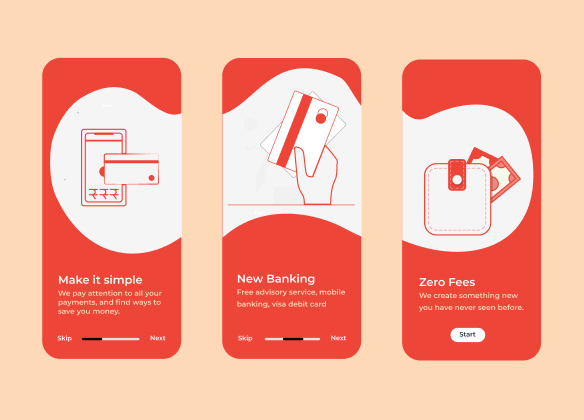 ₹₹₹
Make it simple
We pay attention to all your
payments, and find ways to
save you money.
Skip
Next
New Banking
Free advisory service, mobile
banking, visa debit card
Skip
Next
Zero Fees
We create something new
you have never seen before.
Start